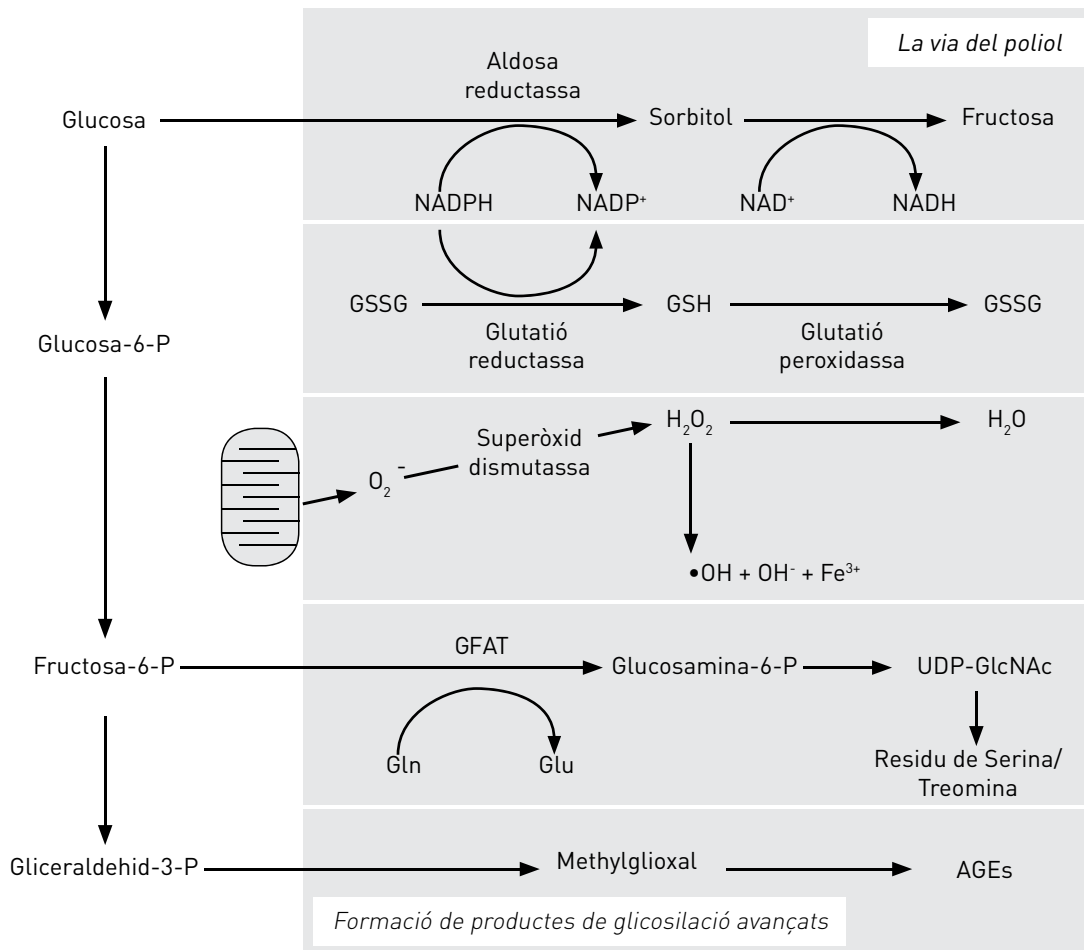 La via del poliol
Aldosa
reductassa
Glucosa
Sorbitol
Fructosa
NADPH
NADP⁺
NAD⁺
NADH
GSSG
GSH
GSSG
Glutatió
reductassa
Glutatió
peroxidassa
Glucosa-6-P
H₂O₂
H₂O
Superòxid
dismutassa
O₂⁻
•OH + OH⁻ + Fe³⁺
Fructosa-6-P
GFAT
Glucosamina-6-P
UDP-GlcNAc
Gln
Glu
Residu de Serina/
Treomina
Gliceraldehid-3-P
Methylglioxal
AGEs
Formació de productes de glicosilació avançats